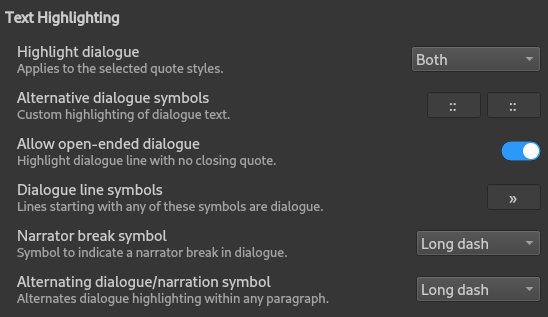 Text Highlighting
Highlight dialogue
Both
Applies to the selected quote styles.
Alternative dialogue symbols
:: ::
Custom highlighting of dialogue text.
Allow open-ended dialogue
Highlight dialogue line with no closing quote.
Dialogue line symbols
»
Lines starting with any of these symbols are dialogue.
Narrator break symbol
Long dash
Symbol to indicate a narrator break in dialogue.
Alternating dialogue/narration symbol
Long dash
Alternates dialogue highlighting within any paragraph.